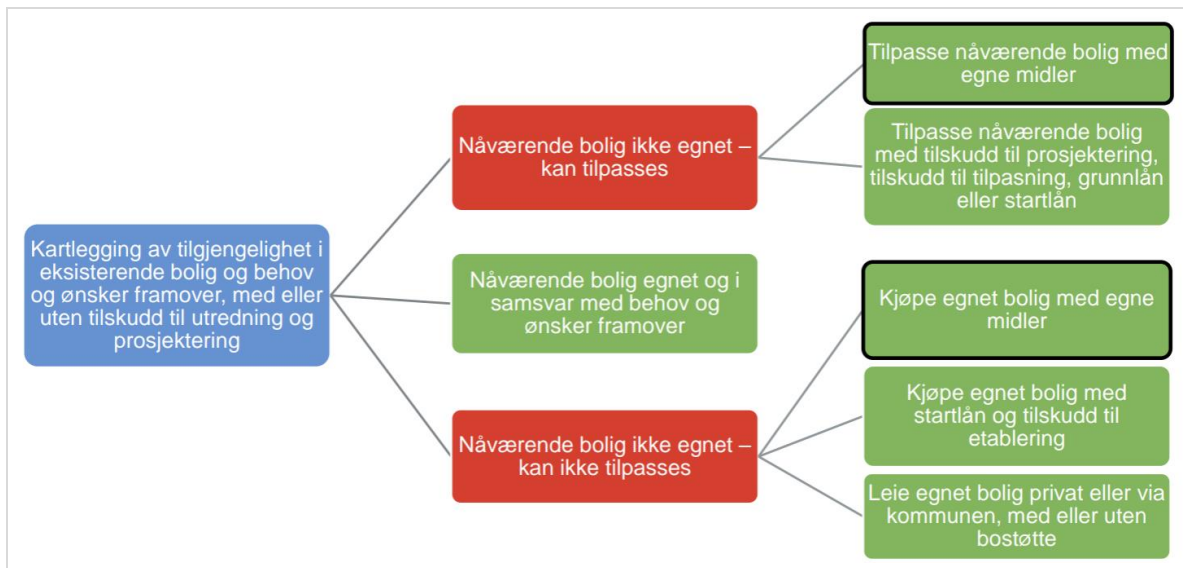 Kartlegging av tilgjengelighet i
eksisterende bolig og behov
og ønsker framover, med eller
uten tilskudd til utredning og
prosjektering
Nåværende bolig ikke egnet –
kan tilpasses
Nåværende bolig egnet og i
samsvar med behov og
ønsker framover
Nåværende bolig ikke egnet –
kan ikke tilpasses
Tilpasse nåværende bolig med
egne midler
Tilpasse nåværende bolig
med tilskudd til prosjektering,
tilskudd til tilpasning, grunnlån
eller startlån
Kjøpe egnet bolig med egne
midler
Kjøpe egnet bolig med
startlån og tilskudd til
etablering
Leie egnet bolig privat eller via
kommunen, med eller uten
bostøtte